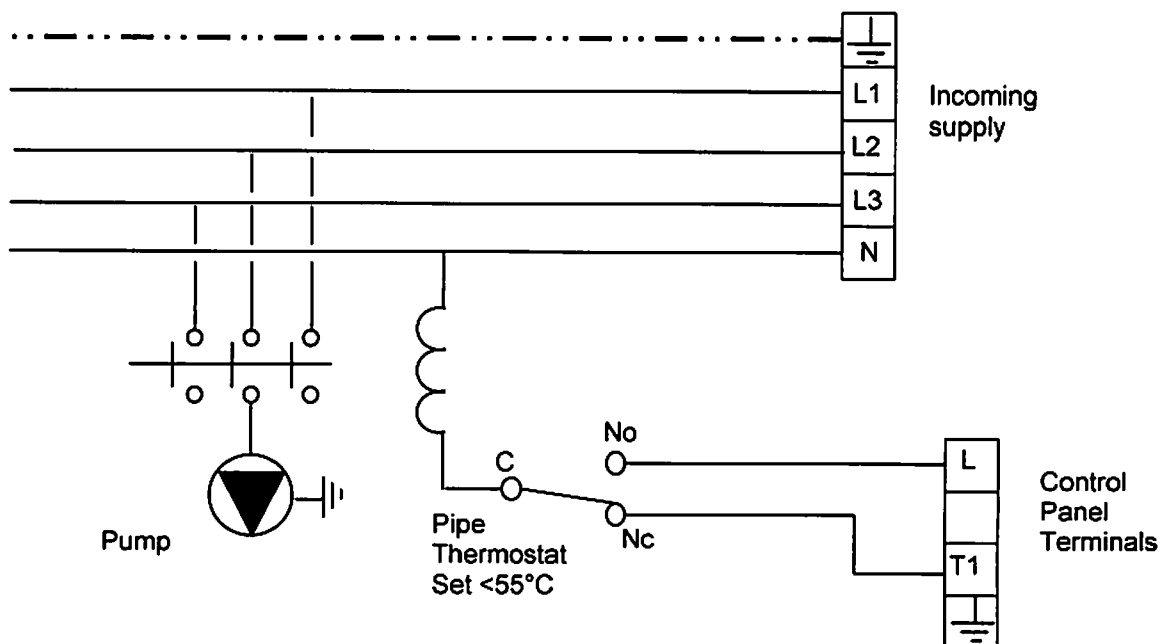 L1
Incoming
supply
L2
L3
N
No
L
C
Control
Panel
Terminals
Pump
Pipe
Thermostat
Set <55°C
Nc
T1